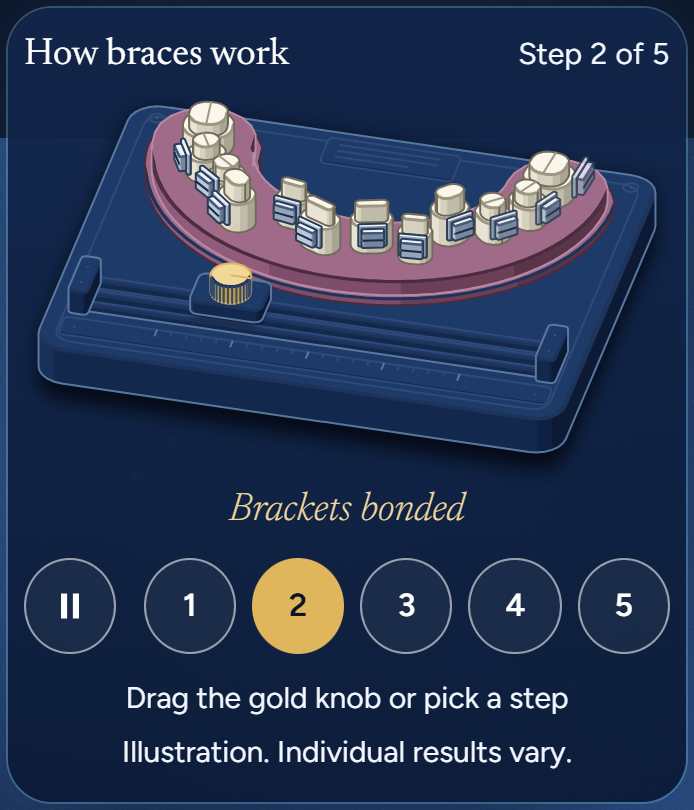 How braces work
Step 2 of 5
Brackets bonded
1
2
3
4
5
Drag the gold knob or pick a step
Illustration. Individual results vary.